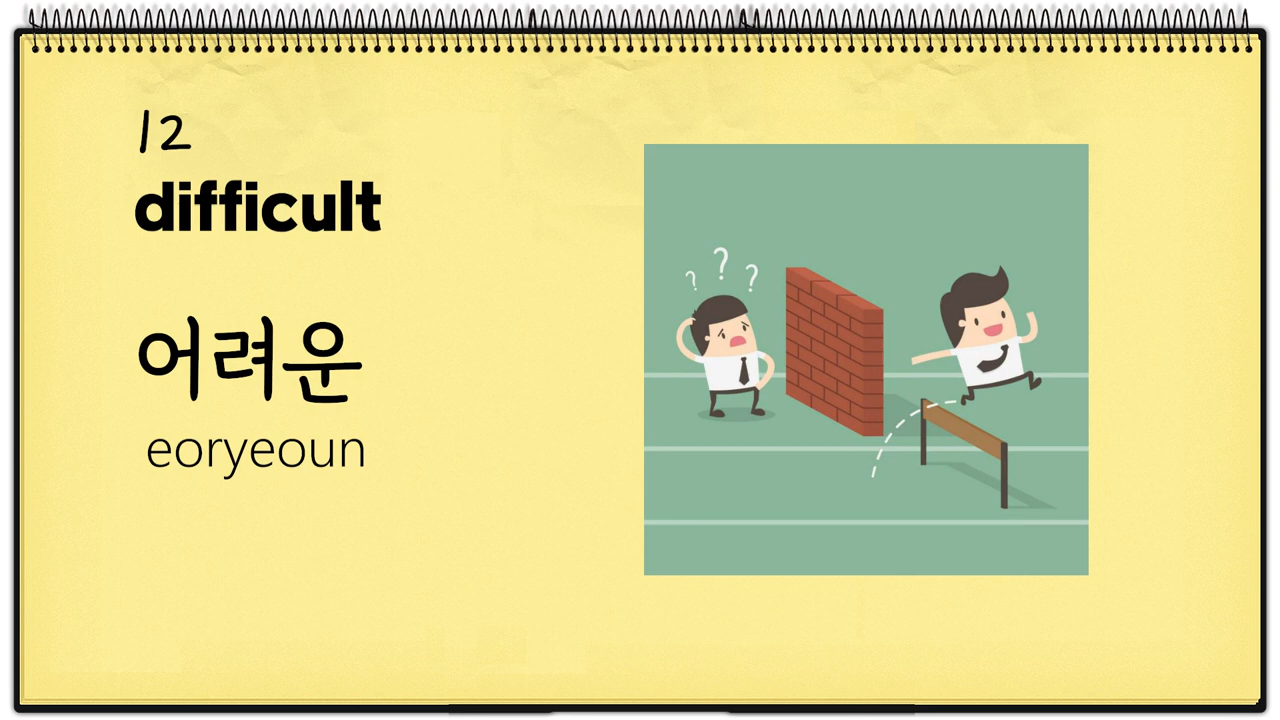 12
difficult
어려운
eoryeoun
? ? ?